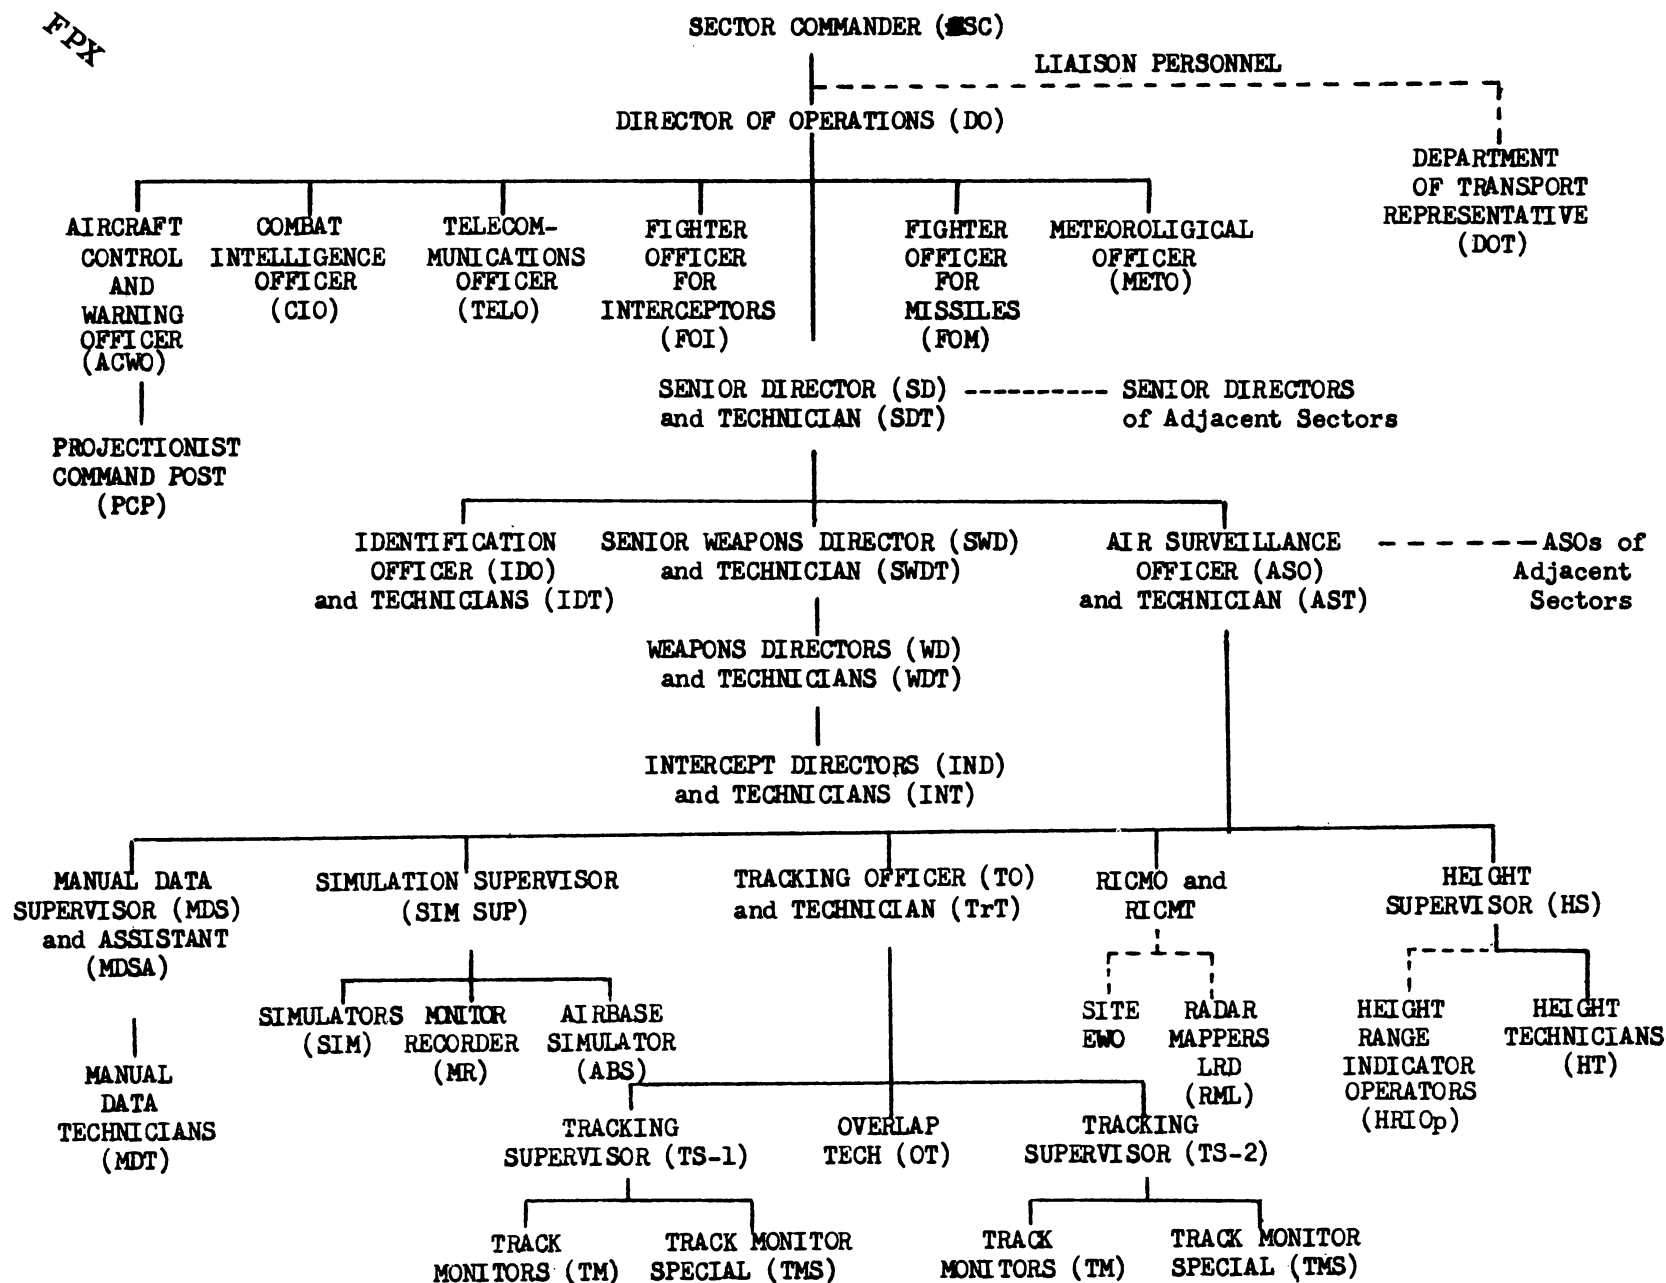 FPX
SECTOR COMMANDER (SC)
LIAISON PERSONNEL
DIRECTOR OF OPERATIONS (DO)
DEPARTMENT
OF TRANSPORT
REPRESENTATIVE
(DOT)
AIRCRAFT
CONTROL
AND
WARNING
OFFICER
(ACWO)
COMBAT
INTELLIGENCE
OFFICER
(CIO)
TELECOM-
MUNICATIONS
OFFICER
(TELO)
FIGHTER
OFFICER
FOR
INTERCEPTORS
(FOI)
FIGHTER
OFFICER
FOR
MISSILES
(FOM)
METEOROLIGICAL
OFFICER
(METO)
PROJECTIONIST
COMMAND POST
(PCP)
SENIOR DIRECTOR (SD)
and TECHNICIAN (SDT)
SENIOR DIRECTORS
of Adjacent Sectors
IDENTIFICATION
OFFICER (IDO)
and TECHNICIANS (IDT)
SENIOR WEAPONS DIRECTOR (SWD)
and TECHNICIAN (SWDT)
AIR SURVEILLANCE
OFFICER (ASO)
and TECHNICIAN (AST)
ASOs of
Adjacent
Sectors
WEAPONS DIRECTORS (WD)
and TECHNICIANS (WDT)
INTERCEPT DIRECTORS (IND)
and TECHNICIANS (INT)
MANUAL DATA
SUPERVISOR (MDS)
and ASSISTANT
(MDSA)
SIMULATION SUPERVISOR
(SIM SUP)
TRACKING OFFICER (TO)
and TECHNICIAN (TrT)
RICMO and
RICMT
HEIGHT
SUPERVISOR (HS)
MANUAL
DATA
TECHNICIANS
(MDT)
SIMULATORS
(SIM)
MONITOR
RECORDER
(MR)
AIRBASE
SIMULATOR
(ABS)
SITE
EWO
RADAR
MAPPERS
LRD
(RML)
HEIGHT
RANGE
INDICATOR
OPERATORS
(HRIOp)
HEIGHT
TECHNICIANS
(HT)
TRACKING
SUPERVISOR (TS-1)
OVERLAP
TECH (OT)
TRACKING
SUPERVISOR (TS-2)
TRACK
MONITORS (TM)
TRACK MONITOR
SPECIAL (TMS)
TRACK
MONITORS (TM)
TRACK MONITOR
SPECIAL (TMS)